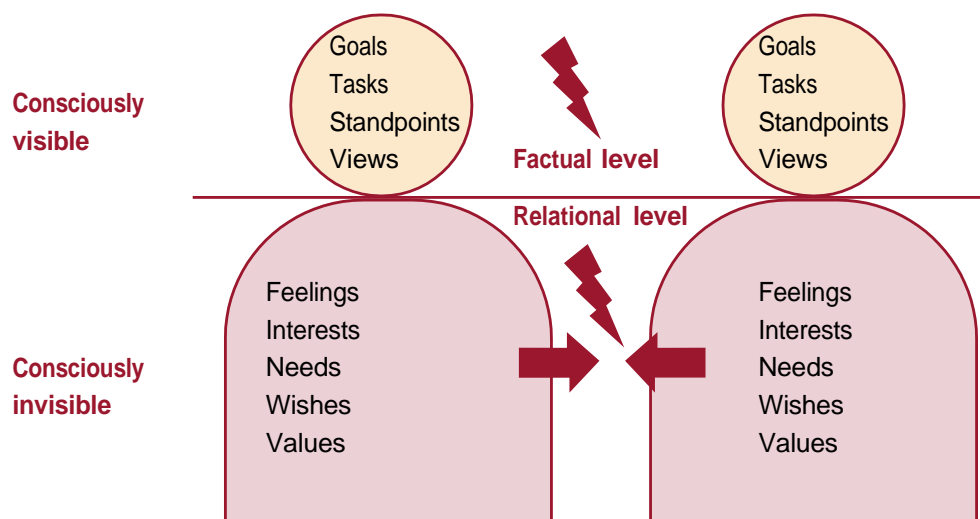 Consciously
visible
Goals
Tasks
Standpoints
Views
Factual level
Goals
Tasks
Standpoints
Views
Relational level
Consciously
invisible
Feelings
Interests
Needs
Wishes
Values
Feelings
Interests
Needs
Wishes
Values